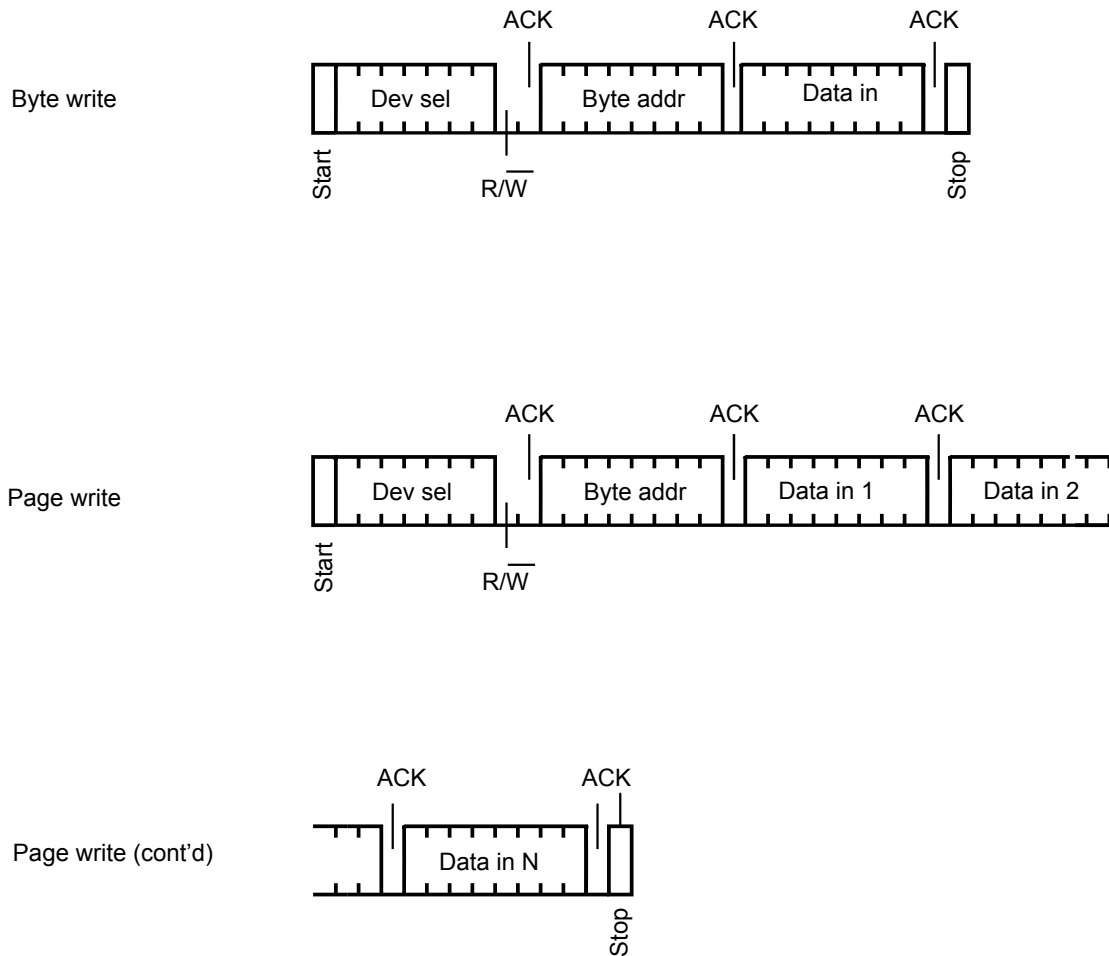 ACK ACK ACK
Byte write Dev sel Byte addr Data in
Start R/W̅ Stop
ACK ACK ACK
Page write Dev sel Byte addr Data in 1 Data in 2
Start R/W̅
ACK ACK
Page write (cont’d) Data in N
Stop